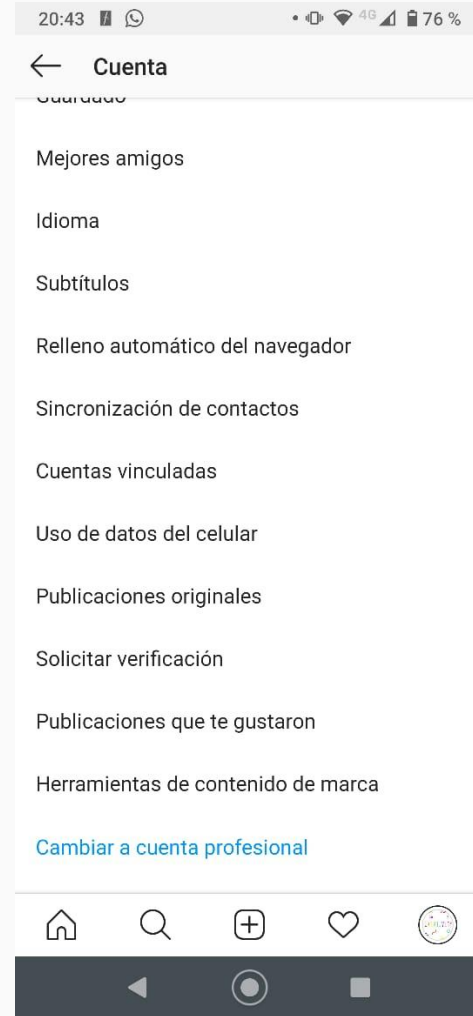 20:43 4G 76 %
Cuenta
Guardado
Mejores amigos
Idioma
Subtítulos
Relleno automático del navegador
Sincronización de contactos
Cuentas vinculadas
Uso de datos del celular
Publicaciones originales
Solicitar verificación
Publicaciones que te gustaron
Herramientas de contenido de marca
Cambiar a cuenta profesional